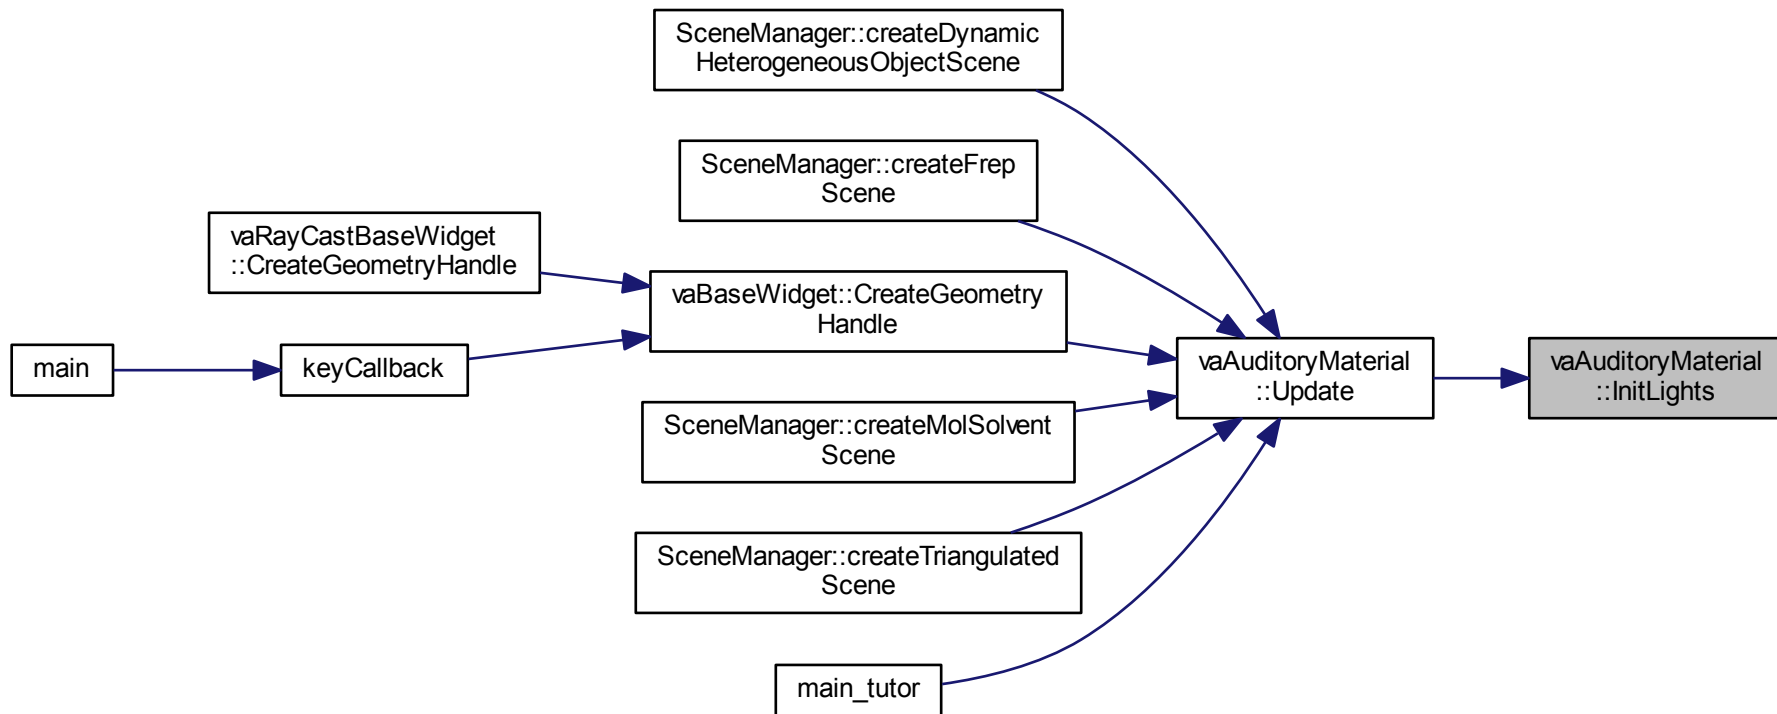 SceneManager::createDynamic
HeterogeneousObjectScene
SceneManager::createFrep
Scene
vaRayCastBaseWidget
::CreateGeometryHandle
vaBaseWidget::CreateGeometry
Handle
main
keyCallback
vaAuditoryMaterial
::Update
vaAuditoryMaterial
::InitLights
SceneManager::createMolSolvent
Scene
SceneManager::createTriangulated
Scene
main_tutor